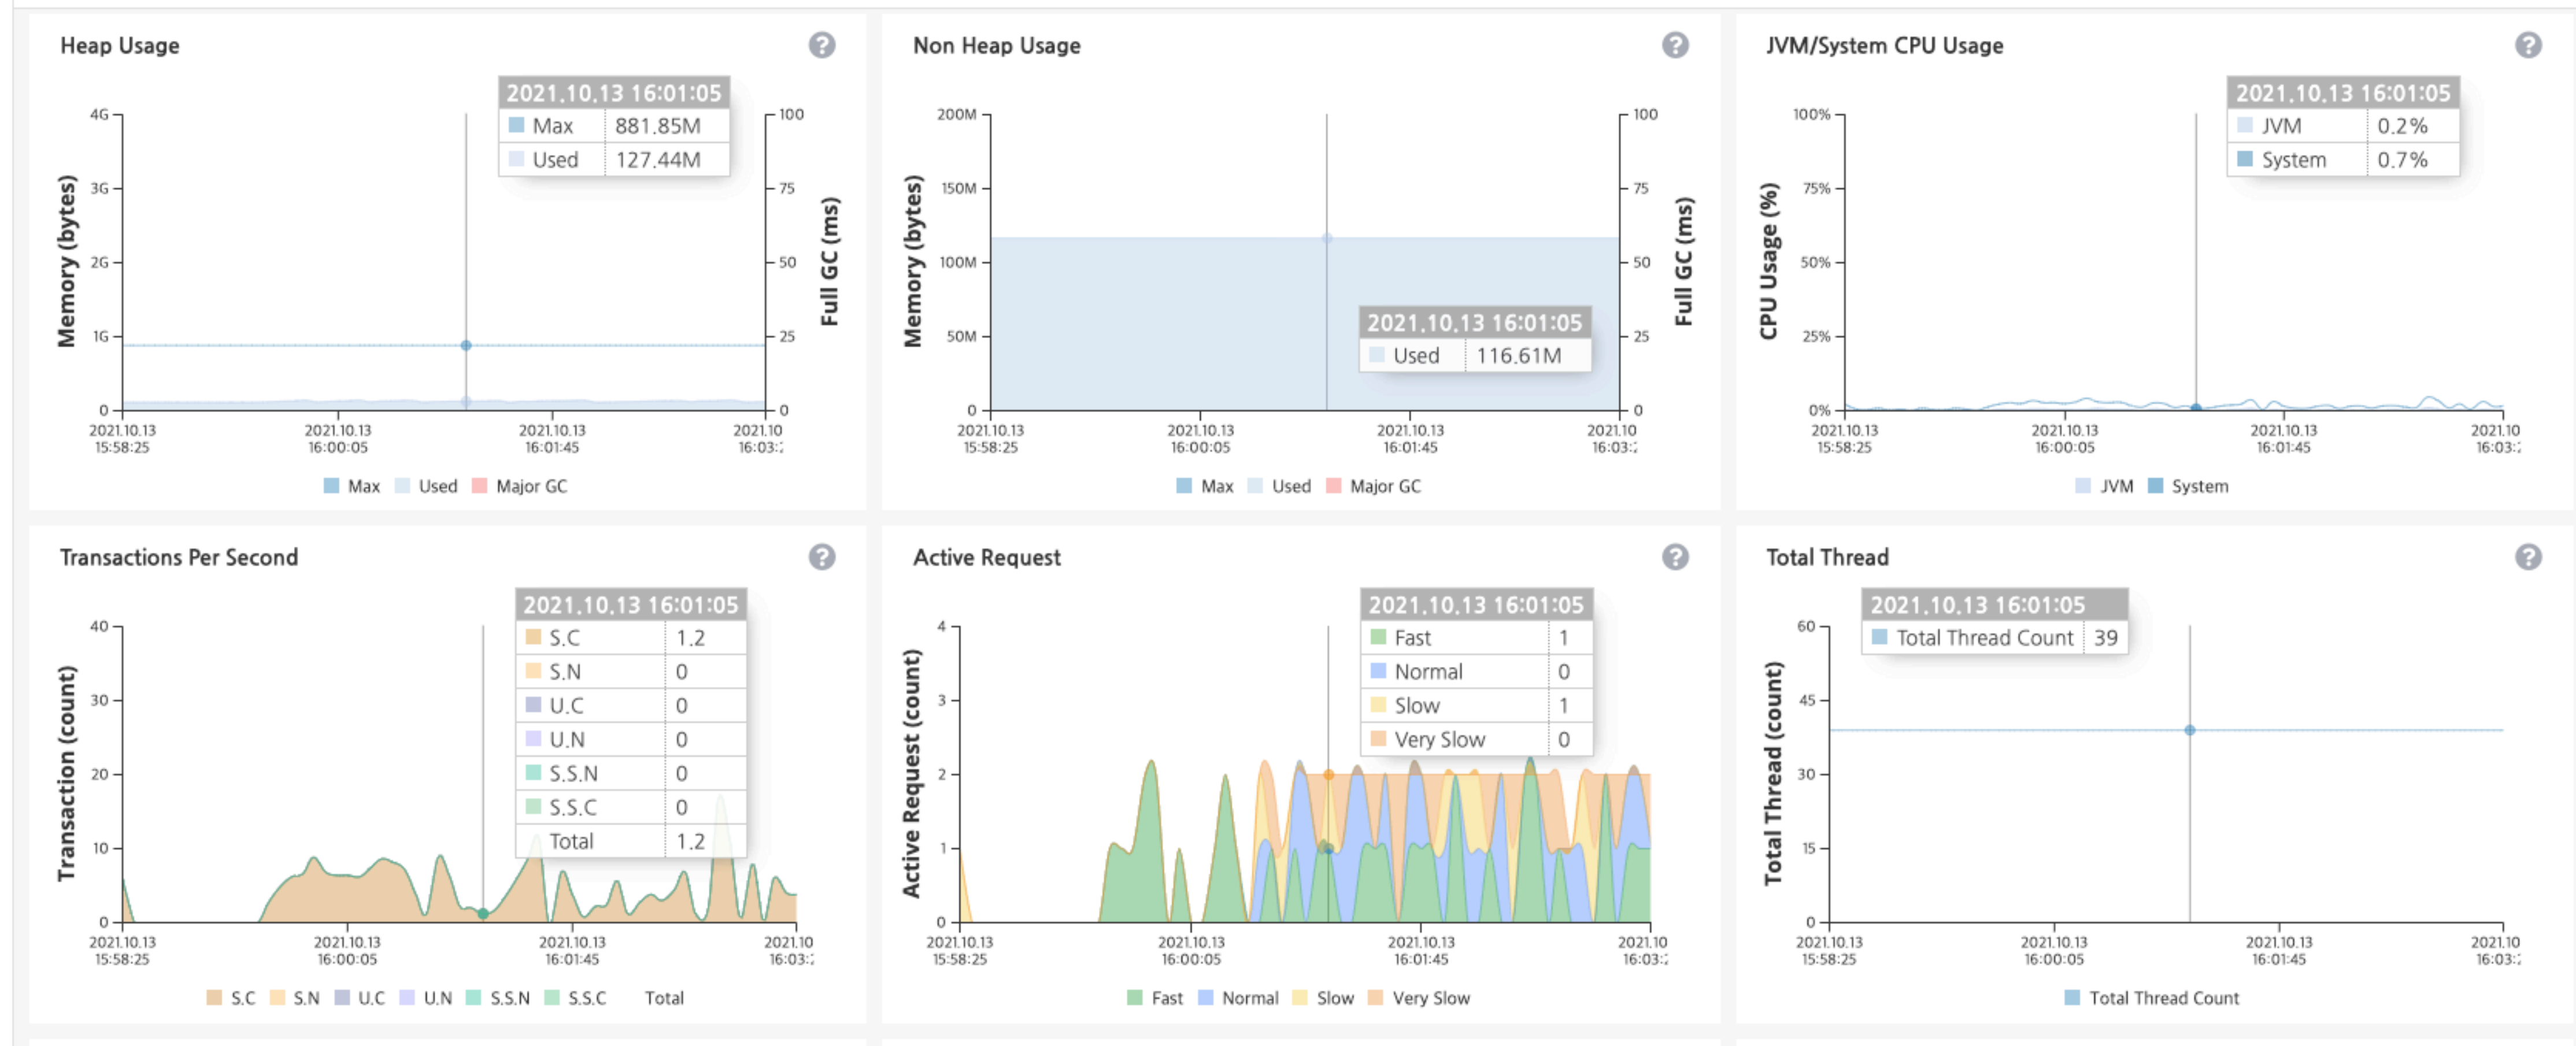 Heap Usage
?
2021.10.13 16:01:05
Max 881.85M
Used 127.44M
Memory (bytes)
4G
3G
2G
1G
0
Full GC (ms)
100
75
50
25
0
2021.10.13 15:58:25
2021.10.13 16:00:05
2021.10.13 16:01:45
2021.10 16:03:
Max Used Major GC
Non Heap Usage
?
2021.10.13 16:01:05
Used 116.61M
Memory (bytes)
200M
150M
100M
50M
0
Full GC (ms)
100
75
50
25
0
2021.10.13 15:58:25
2021.10.13 16:00:05
2021.10.13 16:01:45
2021.10 16:03:
Max Used Major GC
JVM/System CPU Usage
?
2021.10.13 16:01:05
JVM 0.2%
System 0.7%
CPU Usage (%)
100%
75%
50%
25%
0%
2021.10.13 15:58:25
2021.10.13 16:00:05
2021.10.13 16:01:45
2021.10 16:03:
JVM System
Transactions Per Second
?
2021.10.13 16:01:05
S.C 1.2
S.N 0
U.C 0
U.N 0
S.S.N 0
S.S.C 0
Total 1.2
Transaction (count)
40
30
20
10
0
2021.10.13 15:58:25
2021.10.13 16:00:05
2021.10.13 16:01:45
2021.10 16:03:
S.C S.N U.C U.N S.S.N S.S.C Total
Active Request
?
2021.10.13 16:01:05
Fast 1
Normal 0
Slow 1
Very Slow 0
Active Request (count)
4
3
2
1
0
2021.10.13 15:58:25
2021.10.13 16:00:05
2021.10.13 16:01:45
2021.10 16:03:
Fast Normal Slow Very Slow
Total Thread
?
2021.10.13 16:01:05
Total Thread Count 39
Total Thread (count)
60
45
30
15
0
2021.10.13 15:58:25
2021.10.13 16:00:05
2021.10.13 16:01:45
2021.10 16:03:
Total Thread Count